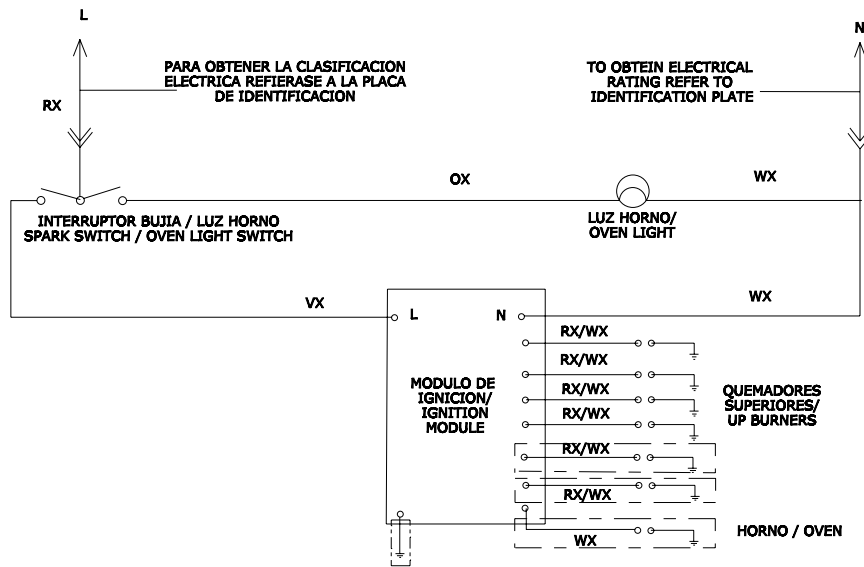 L
N
PARA OBTENER LA CLASIFICACION
ELECTRICA REFIERASE A LA PLACA
DE IDENTIFICACION
TO OBTEIN ELECTRICAL
RATING REFER TO
IDENTIFICATION PLATE
RX
OX
WX
INTERRUPTOR BUJIA / LUZ HORNO
SPARK SWITCH / OVEN LIGHT SWITCH
LUZ HORNO/
OVEN LIGHT
VX
WX
L
N
RX/WX
RX/WX
RX/WX
RX/WX
RX/WX
RX/WX
WX
MODULO DE
IGNICION/
IGNITION
MODULE
QUEMADORES
SUPERIORES/
UP BURNERS
HORNO / OVEN